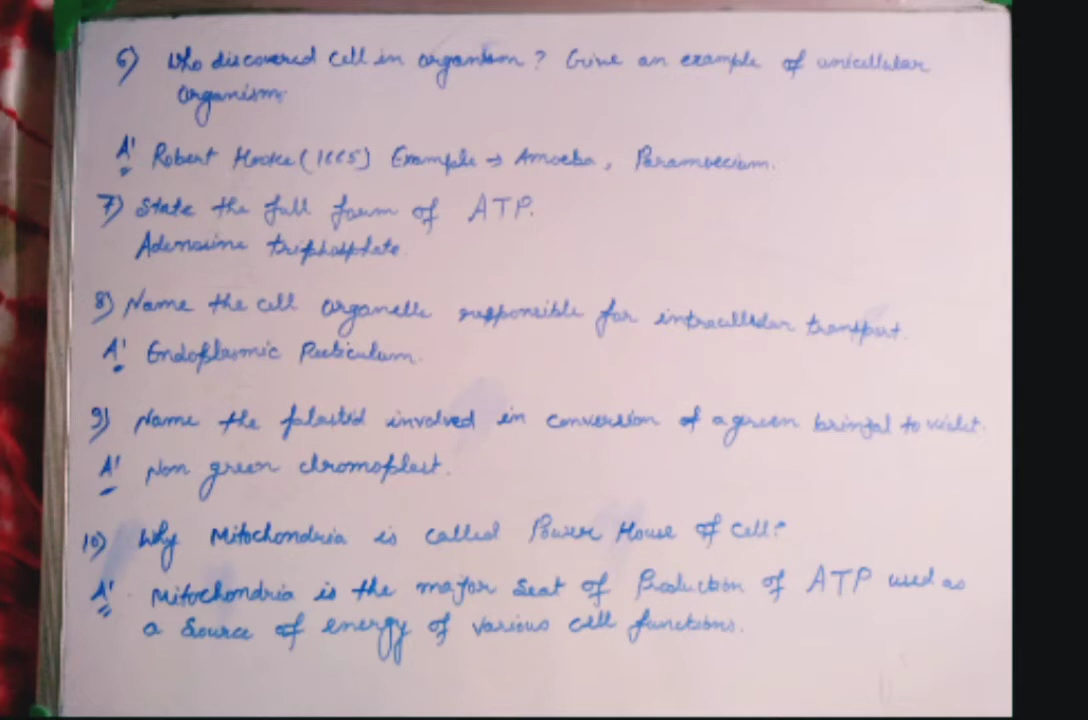 6) Who discovered cell in organism? Give an example of unicellular
organism.
A' Robert Hooke (1665) Example → Amoeba, Paramoecium.
7) State the full form of ATP.
Adenosine triphosphate.
8) Name the cell organelle responsible for intracellular transport.
A' Endoplasmic Reticulum.
9) Name the plastid involved in conversion of a green brinjal to violet.
A' Non green chromoplast.
10) Why Mitochondria is called Power House of cell?
A' Mitochondria is the major Seat of Production of ATP used as
a Source of energy of various cell functions.